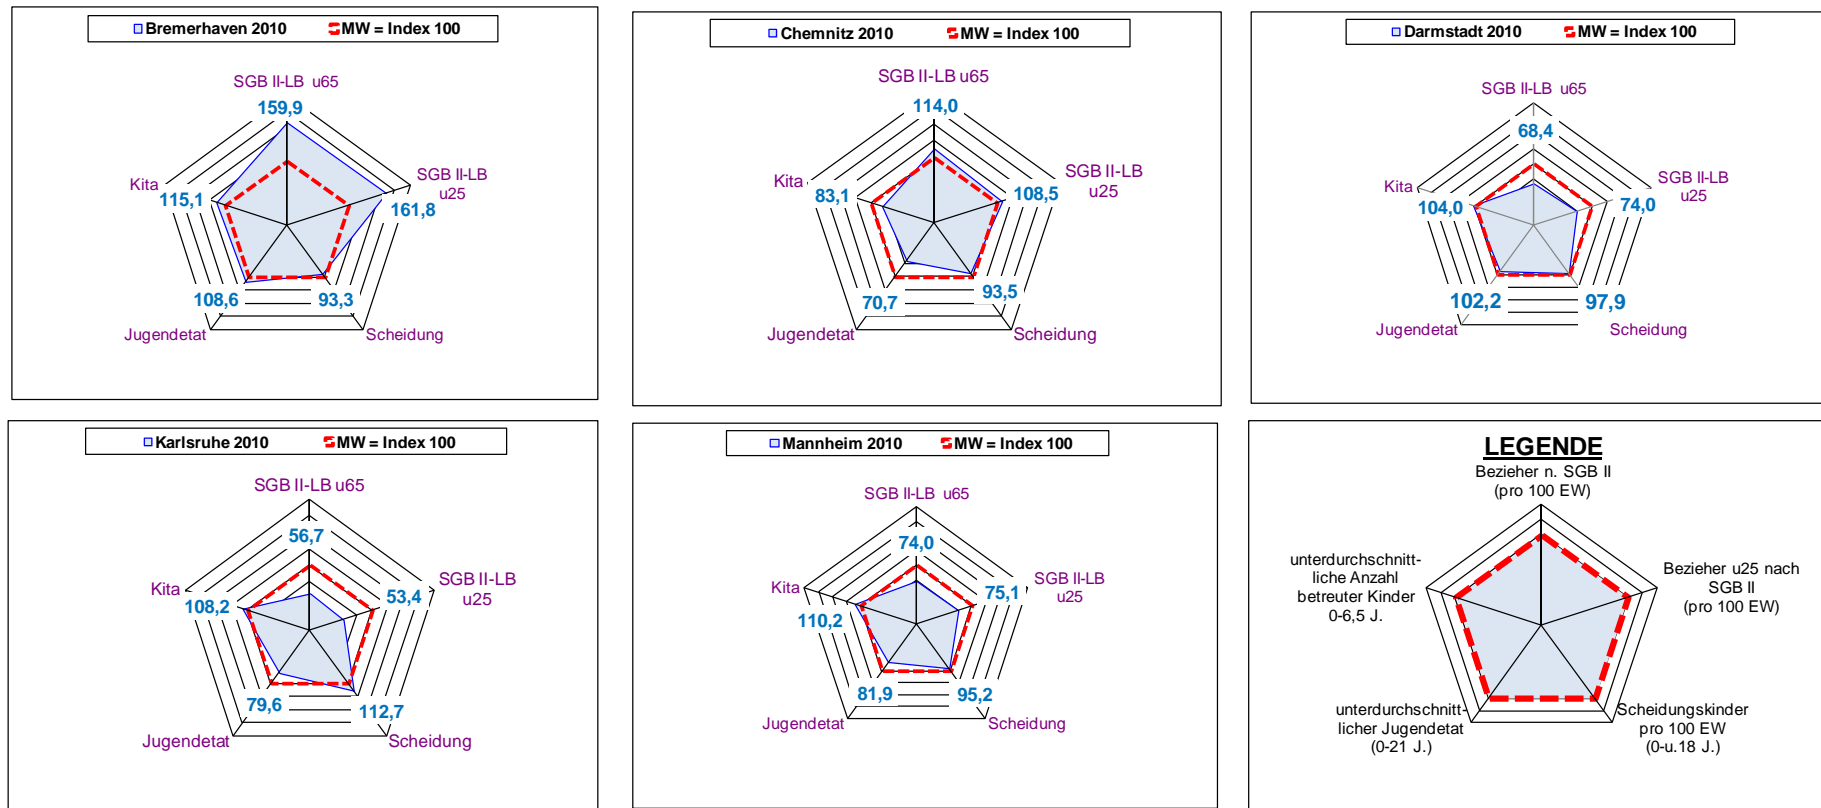 Bremerhaven 2010 MW = Index 100
SGB II-LB u65
159,9
SGB II-LB
u25
161,8
Kita
115,1
108,6
93,3
Jugendetat
Scheidung
Chemnitz 2010 MW = Index 100
SGB II-LB u65
114,0
SGB II-LB
u25
108,5
Kita
83,1
70,7
93,5
Jugendetat
Scheidung
Darmstadt 2010 MW = Index 100
SGB II-LB u65
68,4
SGB II-LB
u25
74,0
Kita
104,0
102,2
97,9
Jugendetat
Scheidung
Karlsruhe 2010 MW = Index 100
SGB II-LB u65
56,7
SGB II-LB
u25
53,4
Kita
108,2
79,6
112,7
Jugendetat
Scheidung
Mannheim 2010 MW = Index 100
SGB II-LB u65
74,0
SGB II-LB
u25
75,1
Kita
110,2
81,9
95,2
Jugendetat
Scheidung
LEGENDE
Bezieher n. SGB II
(pro 100 EW)
unterdurchschnitt-
liche Anzahl
betreuter Kinder
0-6,5 J.
Bezieher u25 nach
SGB II
(pro 100 EW)
unterdurchschnitt-
licher Jugendetat
(0-21 J.)
Scheidungskinder
pro 100 EW
(0-u.18 J.)